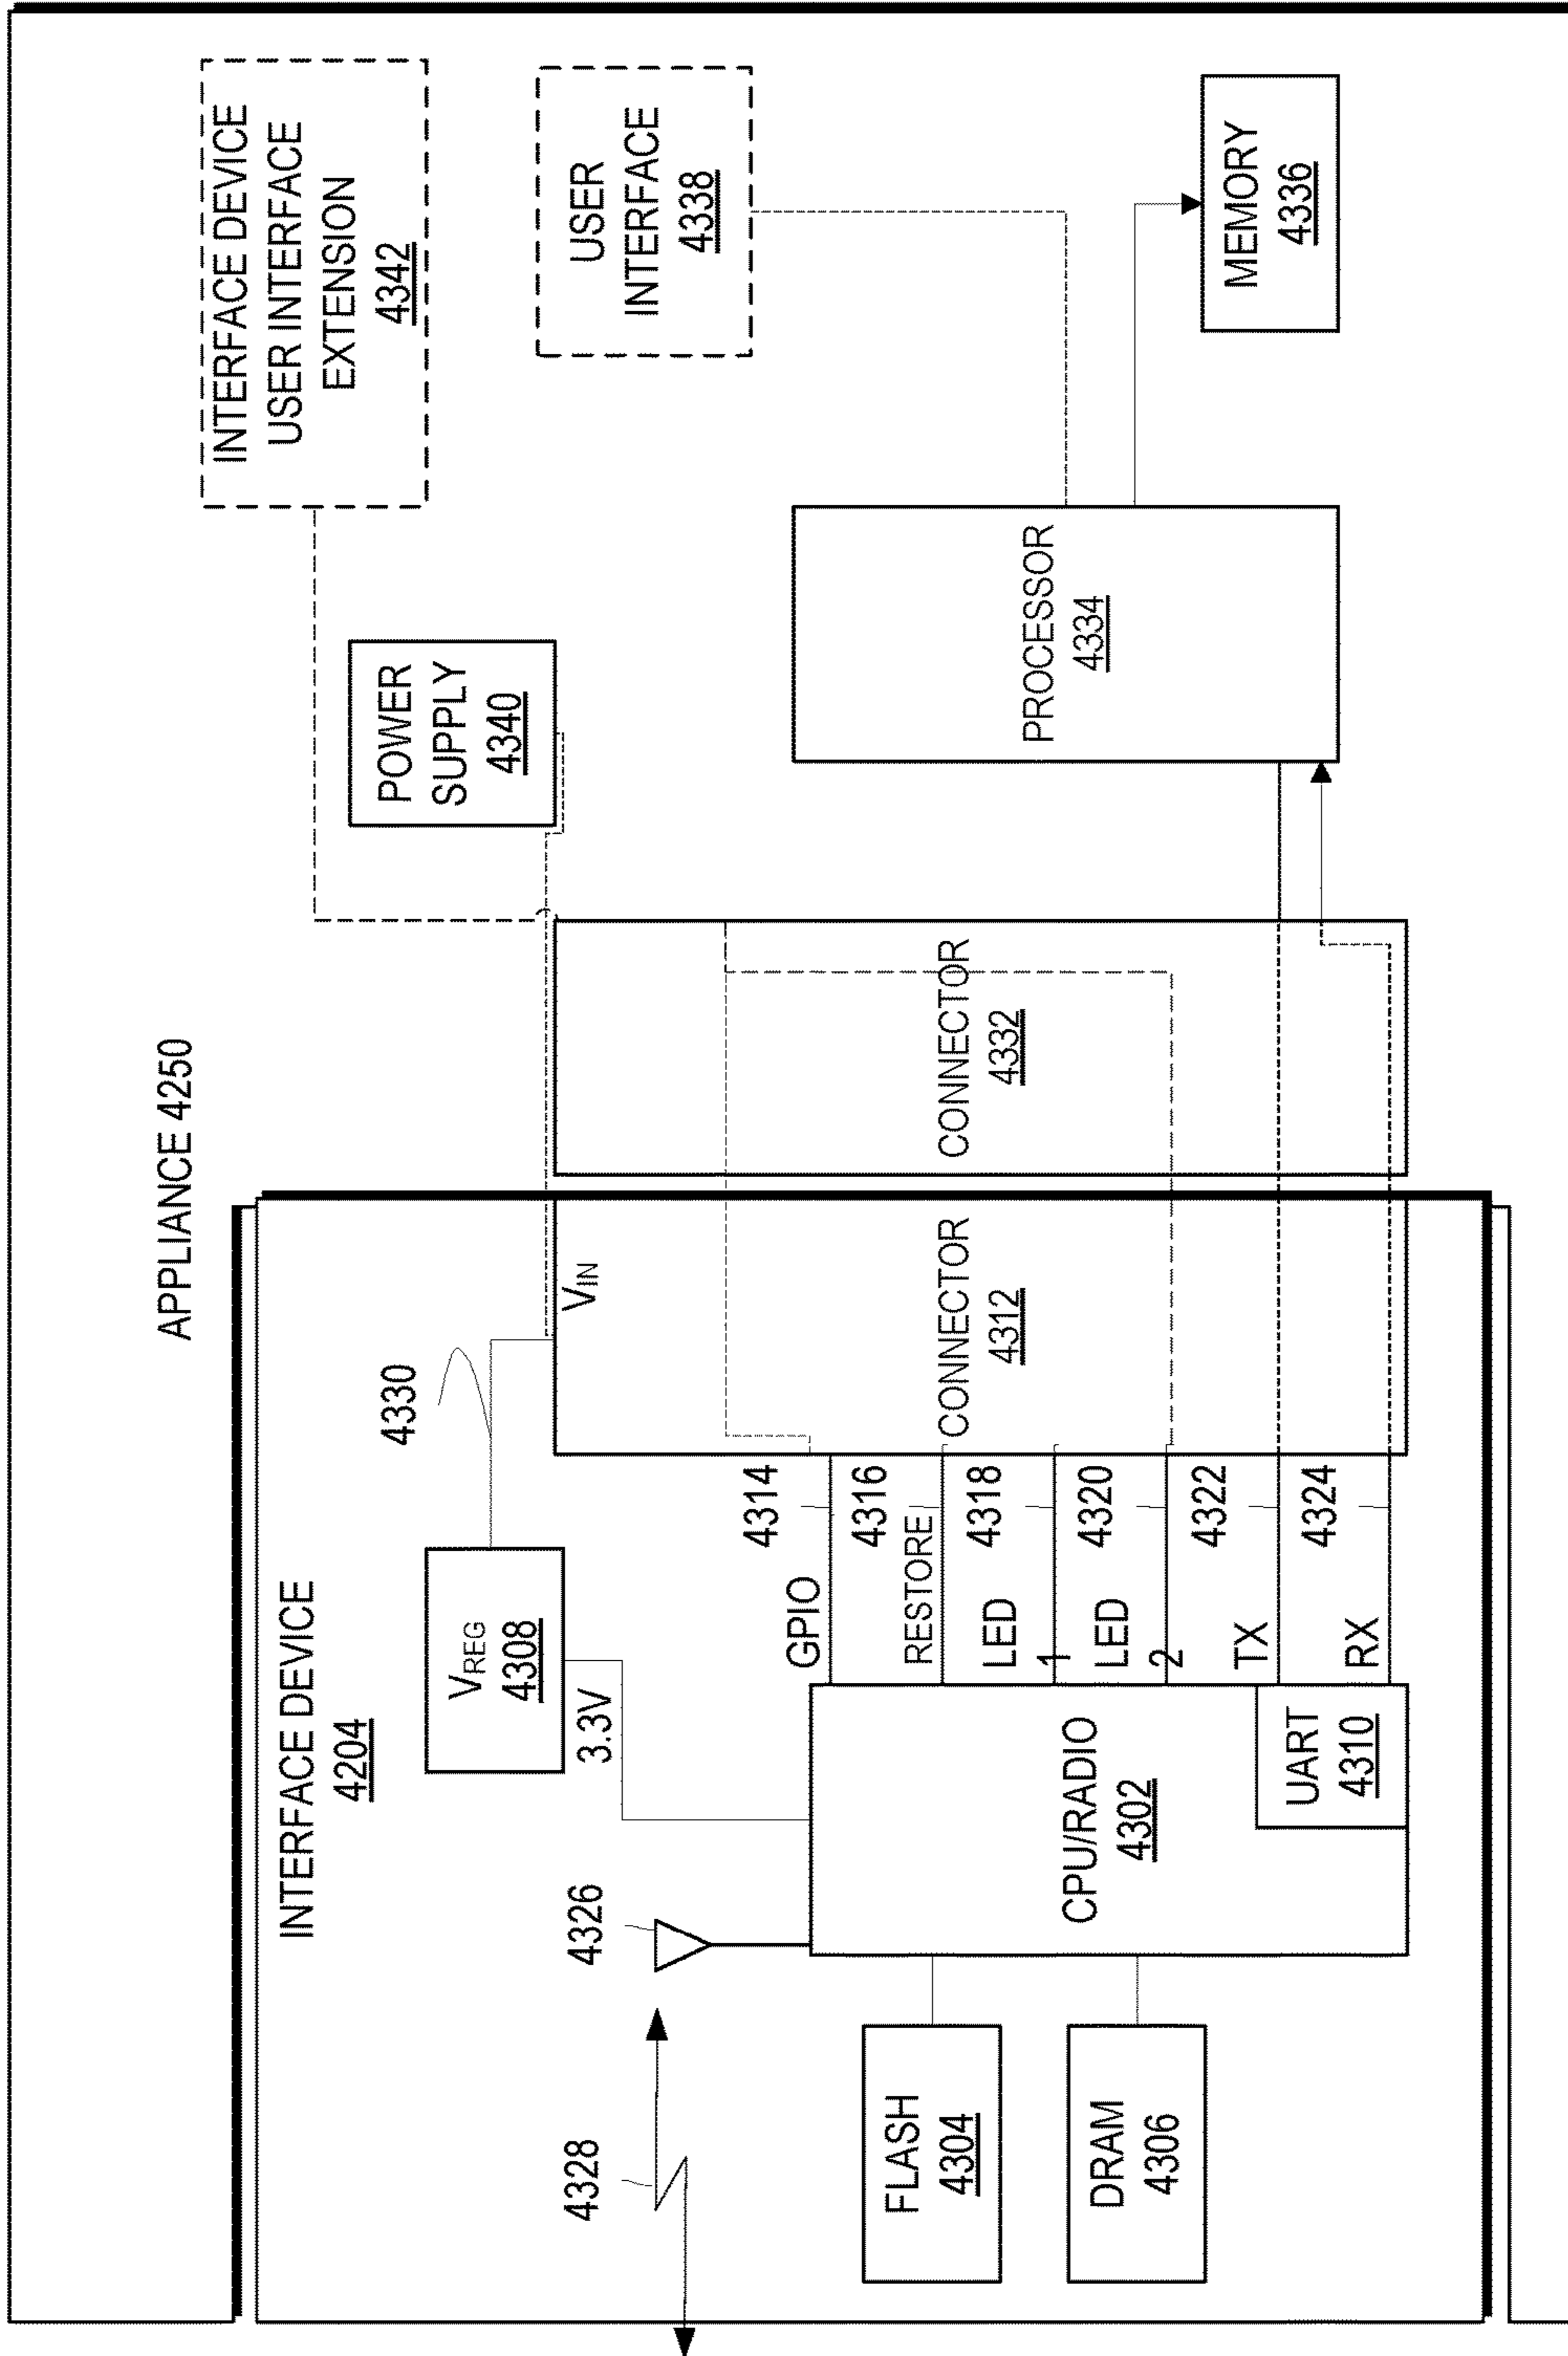 APPLIANCE 4250
INTERFACE DEVICE
4204
4328
4326
FLASH
4304
DRAM
4306
CPU/RADIO
4302
UART
4310
VREG
4308
3.3V
4330
GPIO
4314
RESTORE
4316
LED
1
4318
LED
2
4320
TX
4322
RX
4324
VIN
CONNECTOR
4312
CONNECTOR
4332
POWER
SUPPLY
4340
PROCESSOR
4334
INTERFACE DEVICE
USER INTERFACE
EXTENSION
4342
USER
INTERFACE
4338
MEMORY
4336